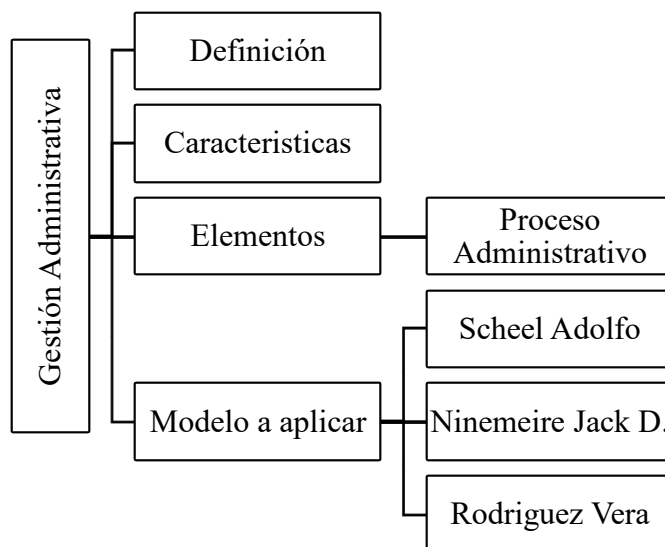 Gestión Administrativa
Definición
Caracteristicas
Elementos
Proceso
Administrativo
Modelo a aplicar
Scheel Adolfo
Ninemeire Jack D.
Rodriguez Vera